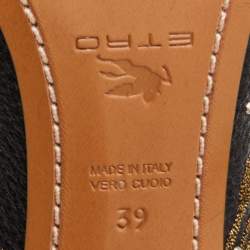 ETRO
MADE IN ITALY
VERO CUOIO
39